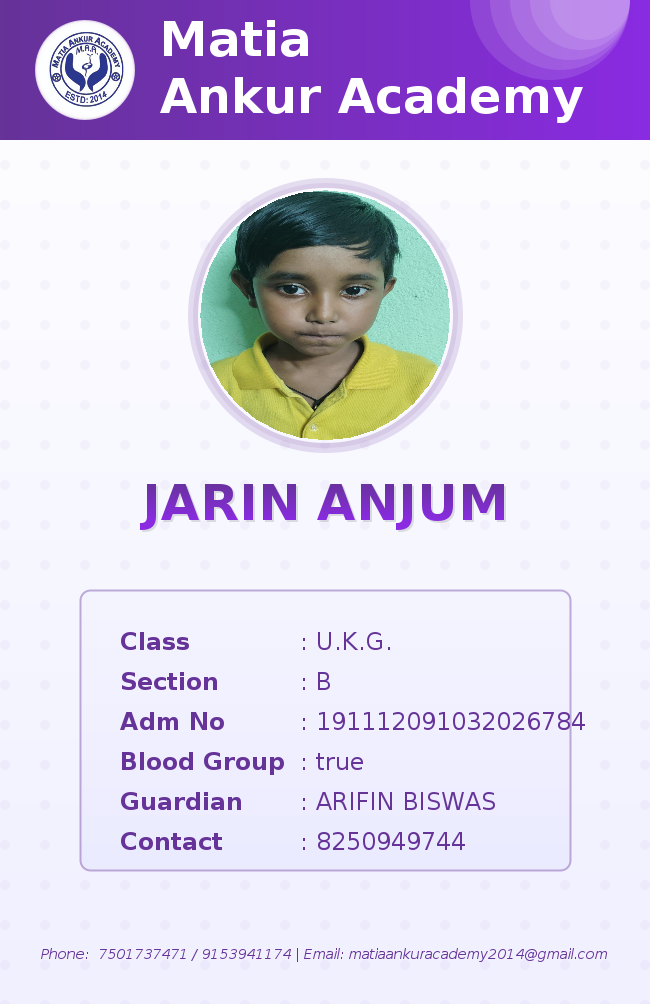 Matia
Ankur Academy
MATIA ANKUR ACADEMY
M.A.A.
ESTD: 2014
JARIN ANJUM
Class : U.K.G.
Section : B
Adm No : 191112091032026784
Blood Group : true
Guardian : ARIFIN BISWAS
Contact : 8250949744
Phone: 7501737471 / 9153941174 | Email: matiaankuracademy2014@gmail.com